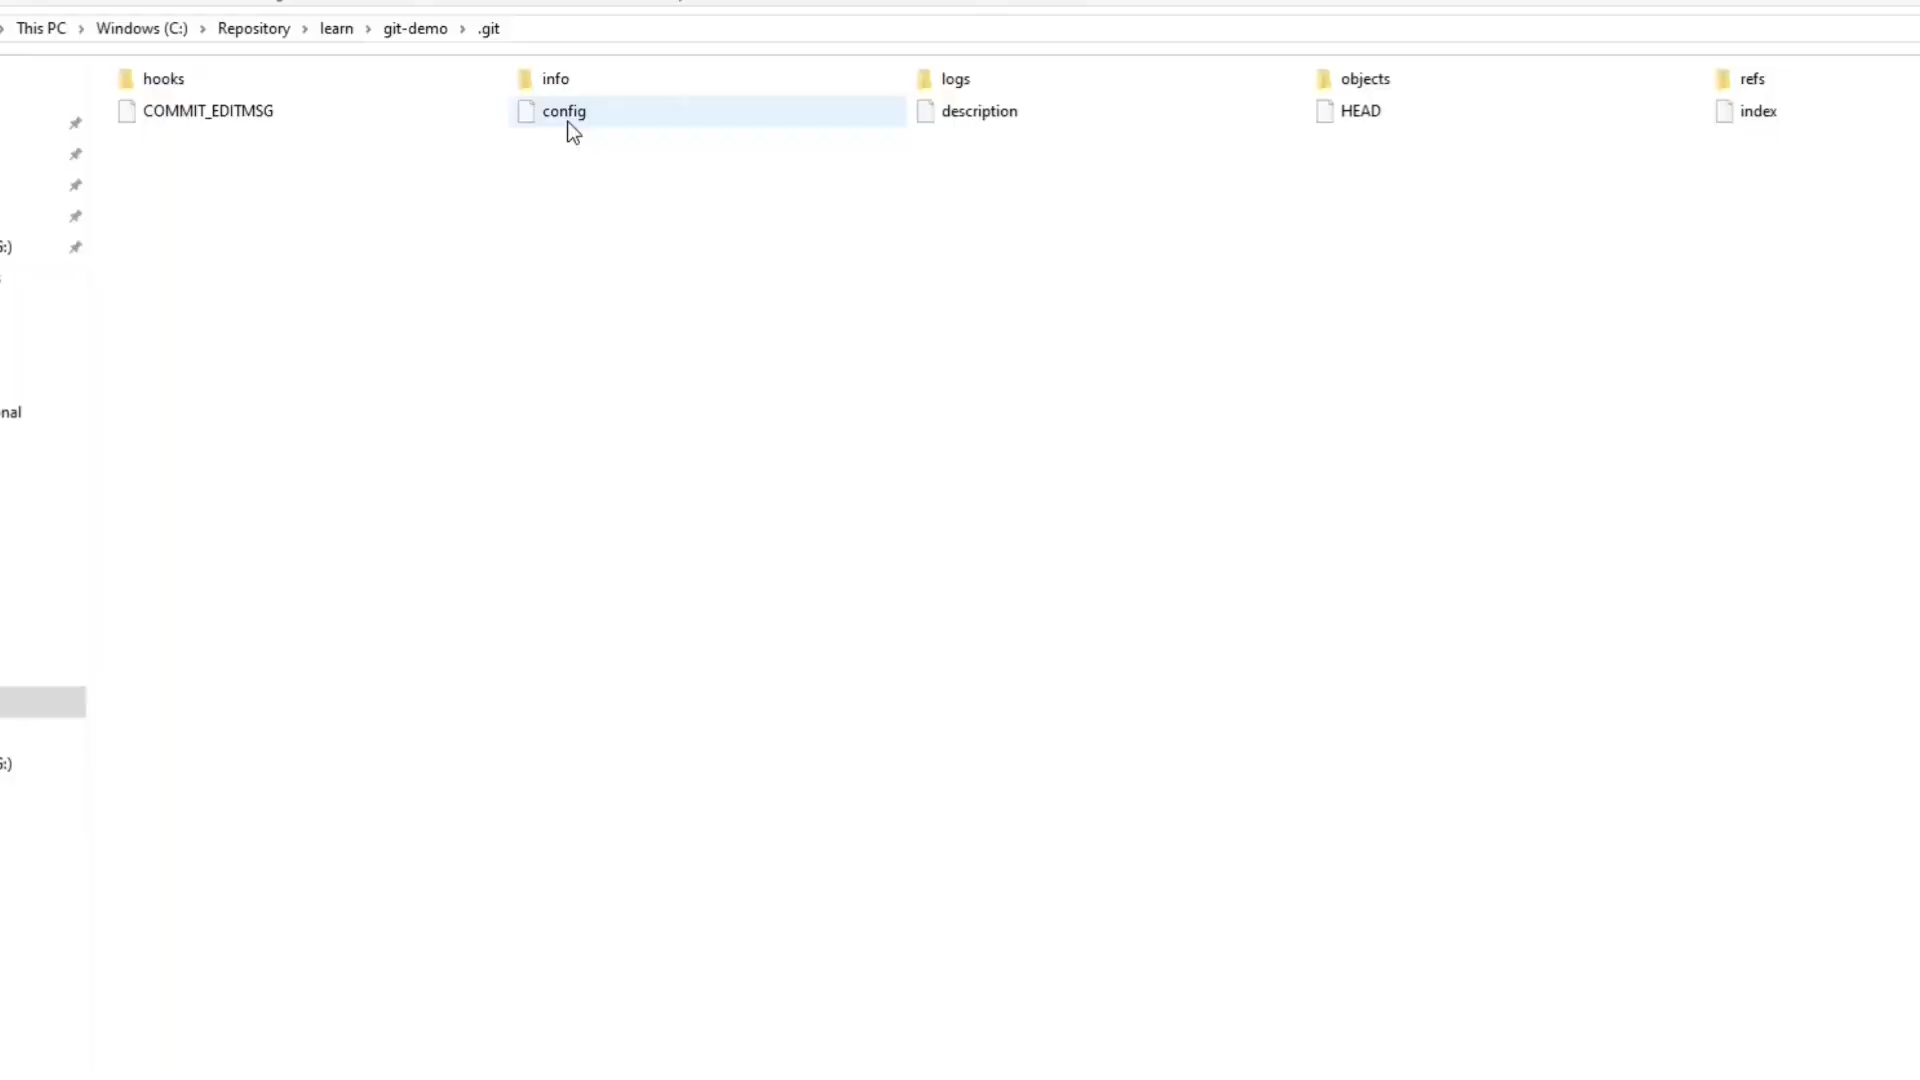 This PC > Windows (C:) > Repository > learn > git-demo > .git
hooks info logs objects refs
COMMIT_EDITMSG config description HEAD index
:)
nal
:)